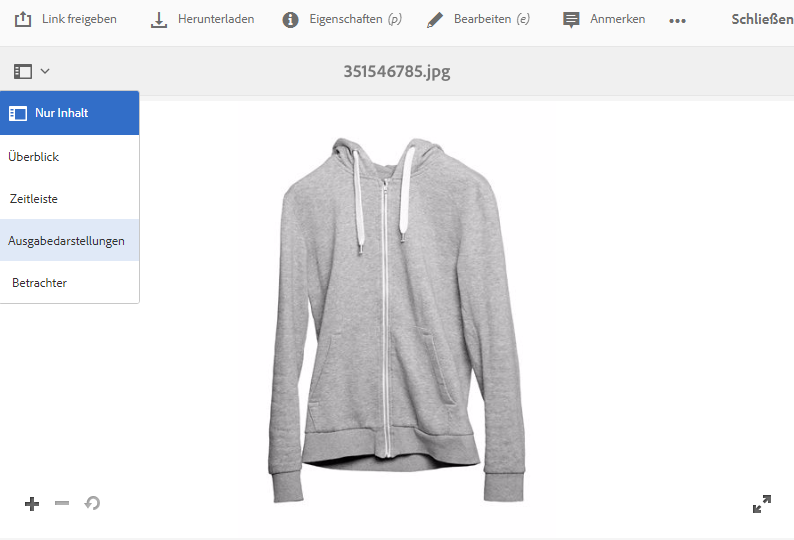 Link freigeben
Herunterladen
Eigenschaften (p)
Bearbeiten (e)
Anmerken
Schließen
351546785.jpg
Nur Inhalt
Überblick
Zeitleiste
Ausgabedarstellungen
Betrachter